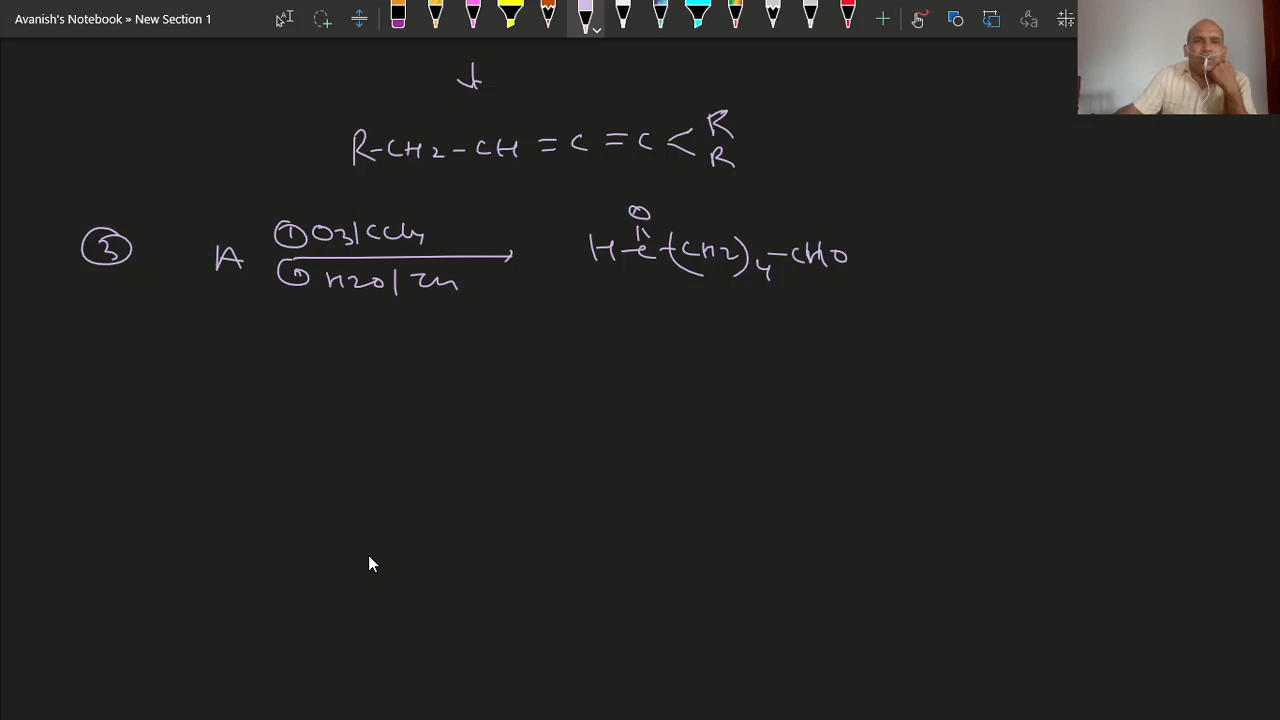 Avanish's Notebook » New Section 1
R-CH2-CH=C=C<R
R
③ A ① O3/CCl4
② H2O/Zn
O
H-C-(CH2)4-CHO